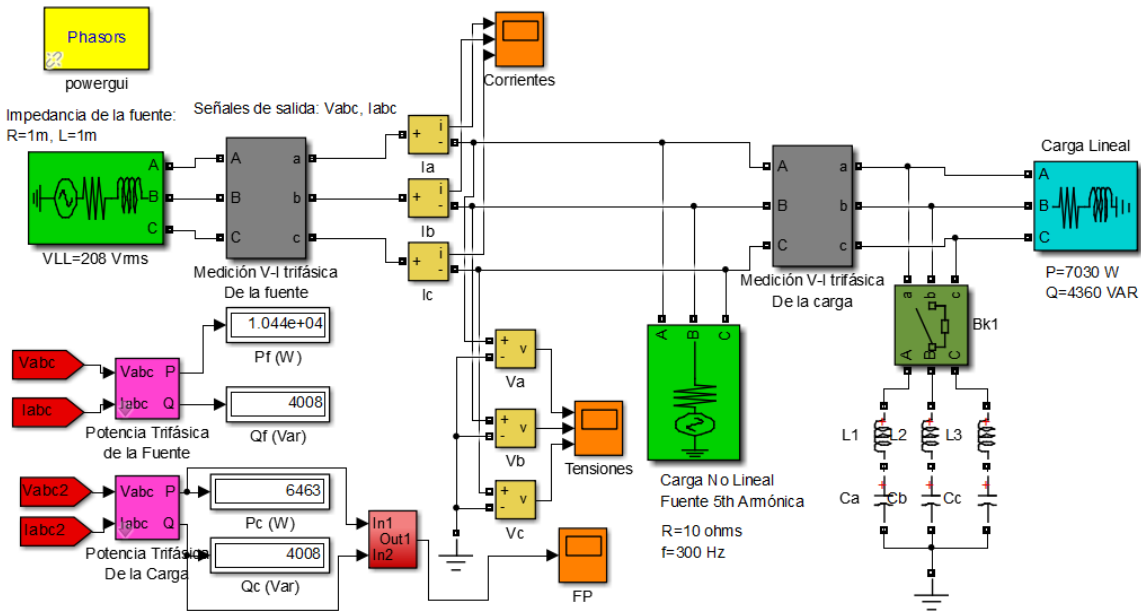 Phasors
powergui
Corrientes
Impedancia de la fuente:
R=1m, L=1m
Señales de salida: Vabc, Iabc
A
B
C
VLL=208 Vrms
A
B
C
a
b
c
Medición V-I trifásica
De la fuente
+
i
-
Ia
+
i
-
Ib
+
i
-
Ic
A
B
C
a
b
c
Medición V-I trifásica
De la carga
Carga Lineal
A
B
C
P=7030 W
Q=4360 VAR
a
b
c
A
B
C
Bk1
L1
L2
L3
Ca
Cb
Cc
A
B
C
Carga No Lineal
Fuente 5th Armónica
R=10 ohms
f=300 Hz
+
-
v
Va
+
-
v
Vb
+
-
v
Vc
Tensiones
Vabc
Iabc
Vabc
P
Iabc
Q
Potencia Trifásica
de la Fuente
1.044e+04
Pf (W)
4008
Qf (Var)
Vabc2
Iabc2
Vabc
P
Iabc
Q
Potencia Trifásica
De la Carga
6463
Pc (W)
4008
Qc (Var)
In1
Out1
In2
FP